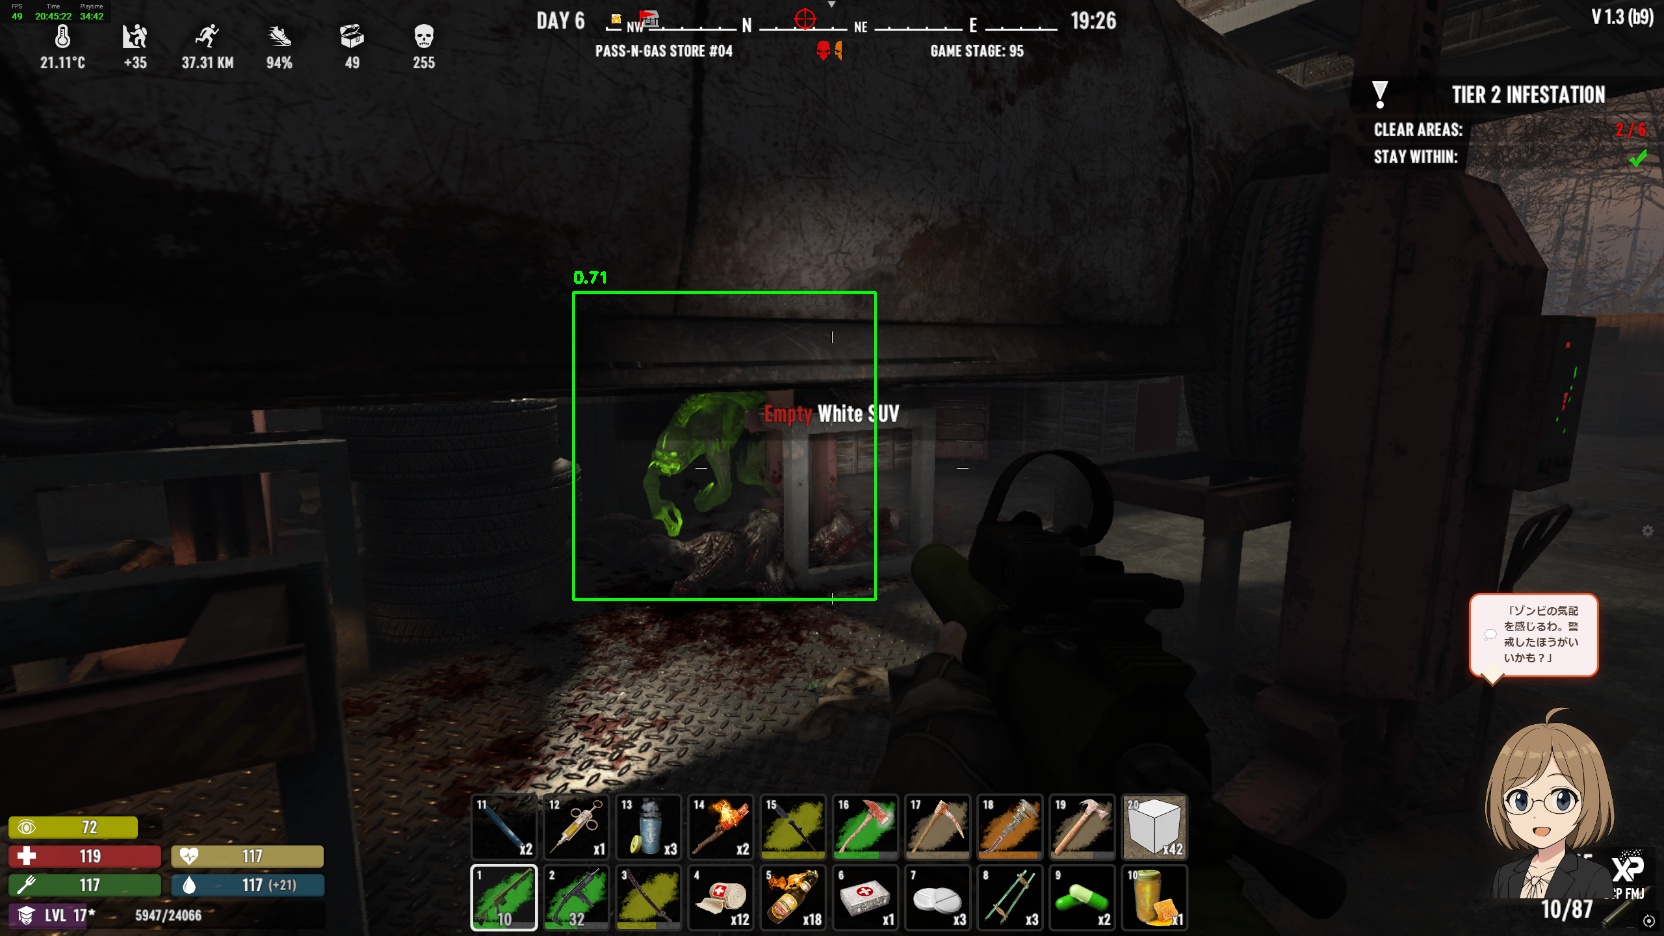 FPS Time Playtime
49 20:45:22 34:42
21.11°C +35 37.31 KM 94% 49 255
DAY 6 NW N NE E 19:26
PASS-N-GAS STORE #04 GAME STAGE: 95
V 1.3 (b9)
TIER 2 INFESTATION
CLEAR AREAS: 2 / 6
STAY WITHIN:
0.71
Empty White SUV
「ゾンビの気配
を感じるわ。警
戒したほうがい
いかも？」
72
119 117
117 117 (+21)
LVL 17* 5947/24066
11 x2 12 x1 13 x3 14 x2 15 16 17 18 19 20 x42
1 10 2 32 3 4 x12 5 x18 6 x1 7 x3 8 x3 9 x2 10 x1
XP
FMJ
10/87